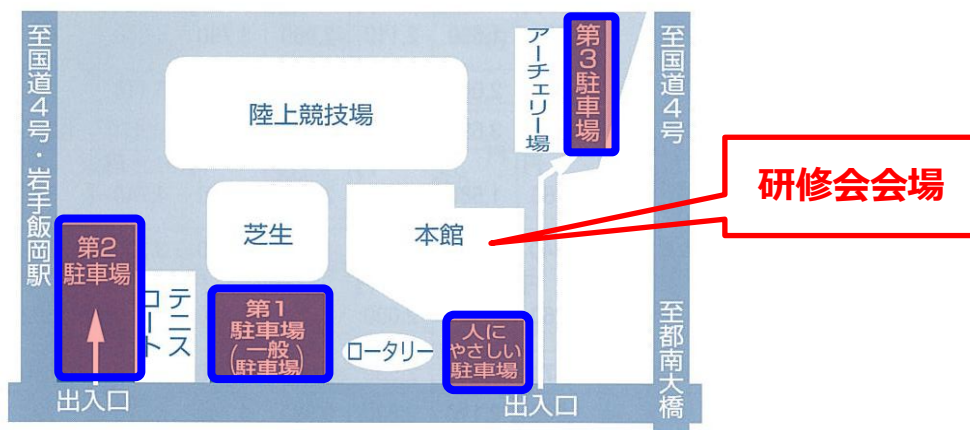 至国道4号・岩手飯岡駅
陸上競技場
アーチェリー場
第3駐車場
至国道4号
研修会会場
芝生
本館
第2
駐車場
テニス
コート
第1
駐車場
(一般
駐車場)
ロータリー
人に
やさしい
駐車場
至都南大橋
出入口
出入口